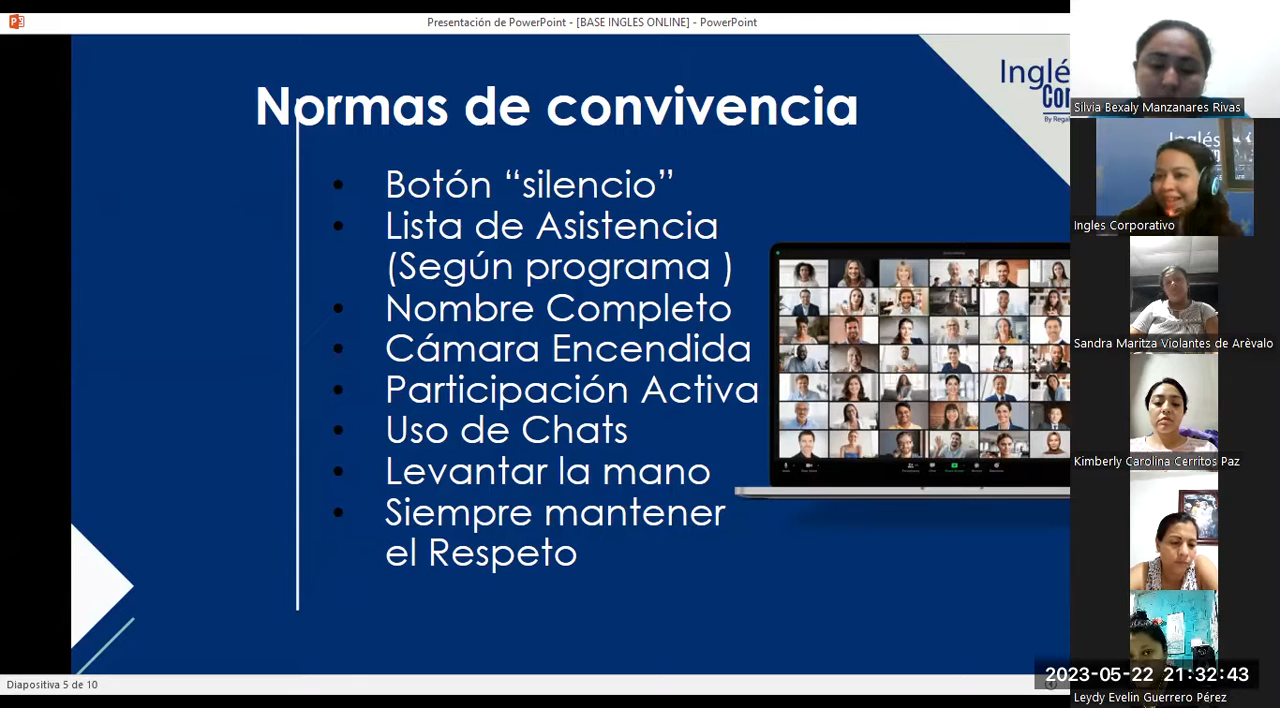 Presentación de PowerPoint - [BASE INGLES ONLINE] - PowerPoint
Normas de convivencia
• Botón “silencio”
• Lista de Asistencia
(Según programa )
• Nombre Completo
• Cámara Encendida
• Participación Activa
• Uso de Chats
• Levantar la mano
• Siempre mantener
el Respeto
Diapositiva 5 de 10
Silvia Bexaly Manzanares Rivas
Inglés
Ingles Corporativo
Sandra Maritza Violantes de Arèvalo
Kimberly Carolina Cerritos Paz
2023-05-22 21:32:43
Leydy Evelin Guerrero Pérez